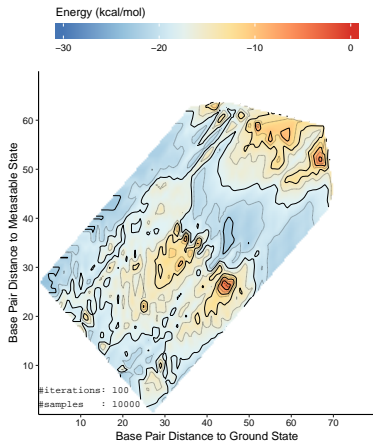 Energy (kcal/mol)
−30 −20 −10 0
Base Pair Distance to Metastable State
60
50
40
30
20
10
#iterations: 100
#samples : 10000
10 20 30 40 50 60 70
Base Pair Distance to Ground State